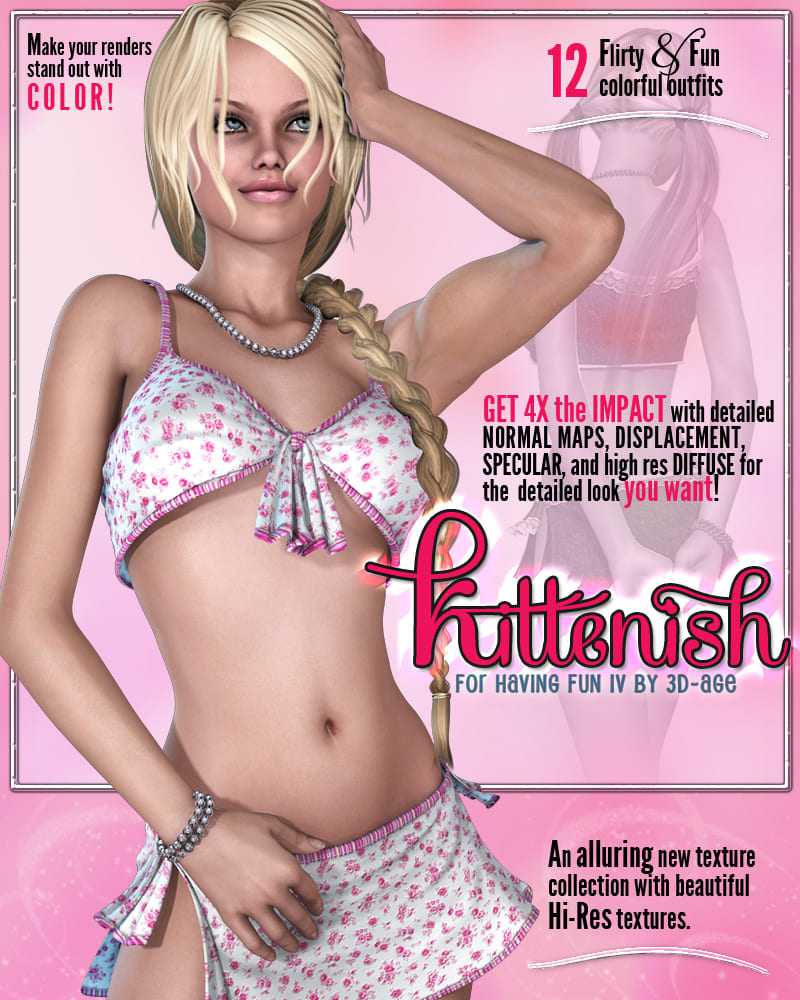 Make your renders
stand out with
COLOR!
12 Flirty & Fun
colorful outfits
GET 4X the IMPACT with detailed
NORMAL MAPS, DISPLACEMENT,
SPECULAR, and high res DIFFUSE for
the detailed look you want!
Kittenish
FOR HAVING FUN IV BY 3D-AGE
An alluring new texture
collection with beautiful
Hi-Res textures.